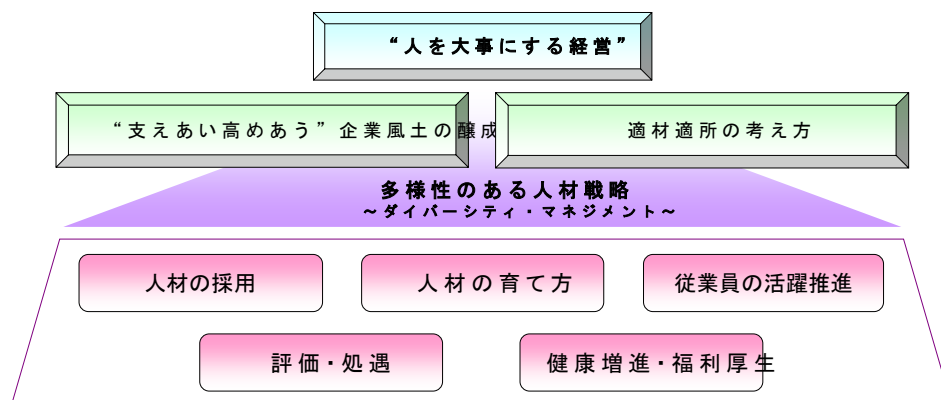 “人を大事にする経営”
“支えあい高めあう”企業風土の醸成
適材適所の考え方
多様性のある人材戦略
～ダイバーシティ・マネジメント～
人材の採用
人材の育て方
従業員の活躍推進
評価・処遇
健康増進・福利厚生